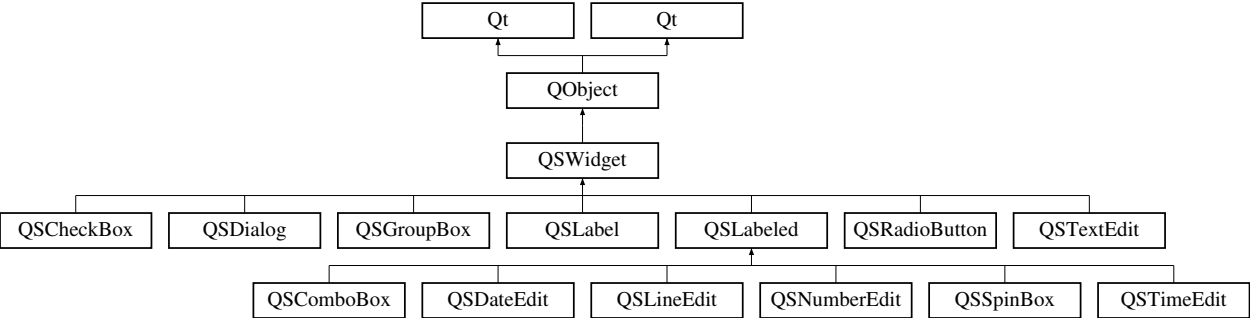 Qt Qt
QObject
QSWidget
QSCheckBox QSDialog QSGroupBox QSLabel QSLabeled QSRadioButton QSTextEdit
QSComboBox QSDateEdit QSLineEdit QSNumberEdit QSSpinBox QSTimeEdit